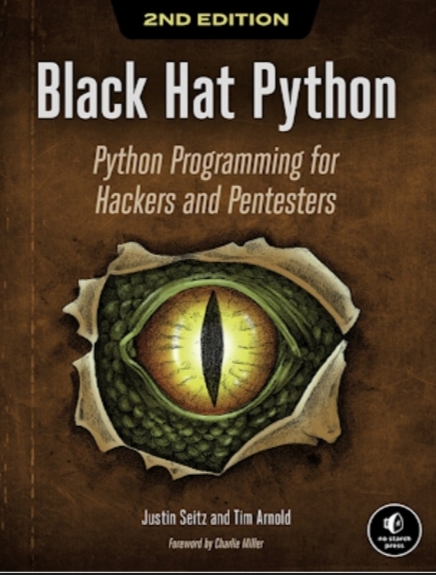 2ND EDITION
Black Hat Python
Python Programming for
Hackers and Pentesters
Justin Seitz and Tim Arnold
Foreword by Charlie Miller
no starch
press